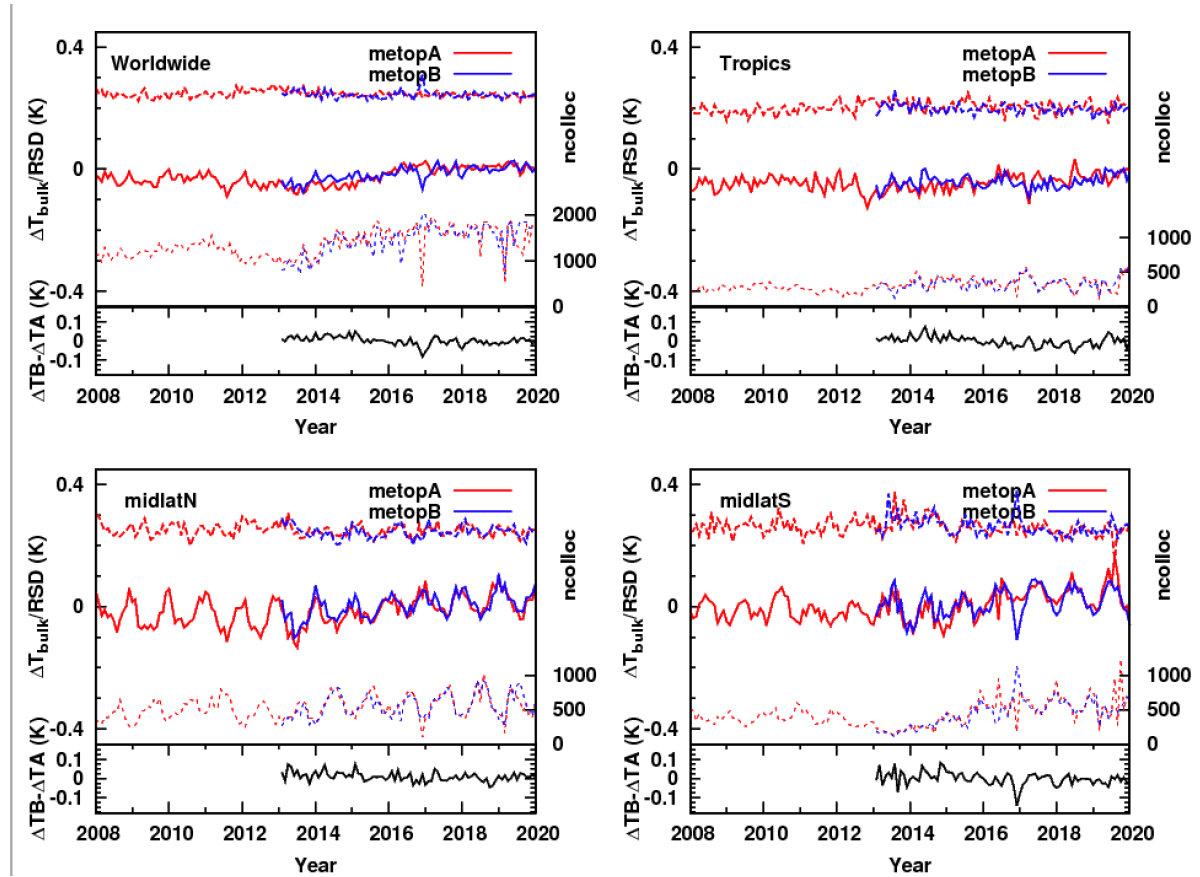 Worldwide
metopA
metopB
0.4
0
-0.4
ΔT_bulk/RSD (K)
2000
1000
0
ncolloc
0.1
0
-0.1
ΔTB-ΔTA (K)
2008 2010 2012 2014 2016 2018 2020
Year
Tropics
metopA
metopB
0.4
0
-0.4
ΔT_bulk/RSD (K)
1000
500
0
ncolloc
0.1
0
-0.1
ΔTB-ΔTA (K)
2008 2010 2012 2014 2016 2018 2020
Year
midlatN
metopA
metopB
0.4
0
-0.4
ΔT_bulk/RSD (K)
1000
500
0
ncolloc
0.1
0
-0.1
ΔTB-ΔTA (K)
2008 2010 2012 2014 2016 2018 2020
Year
midlatS
metopA
metopB
0.4
0
-0.4
ΔT_bulk/RSD (K)
1000
500
0
ncolloc
0.1
0
-0.1
ΔTB-ΔTA (K)
2008 2010 2012 2014 2016 2018 2020
Year